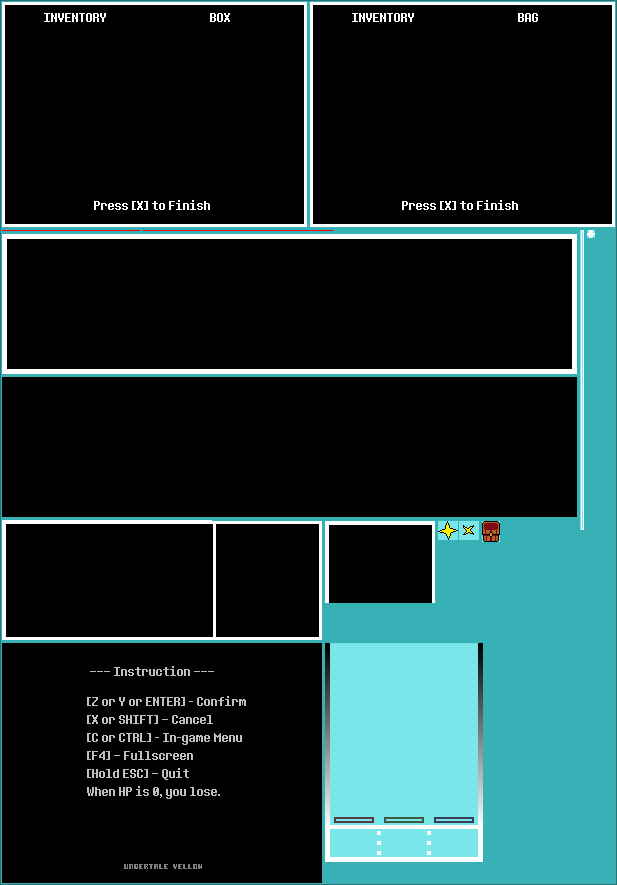 INVENTORY BOX
Press [X] to Finish
INVENTORY BAG
Press [X] to Finish
--- Instruction ---
[Z or Y or ENTER] - Confirm
[X or SHIFT] - Cancel
[C or CTRL] - In-game Menu
[F4] - Fullscreen
[Hold ESC] - Quit
When HP is 0, you lose.
UNDERTALE YELLOW